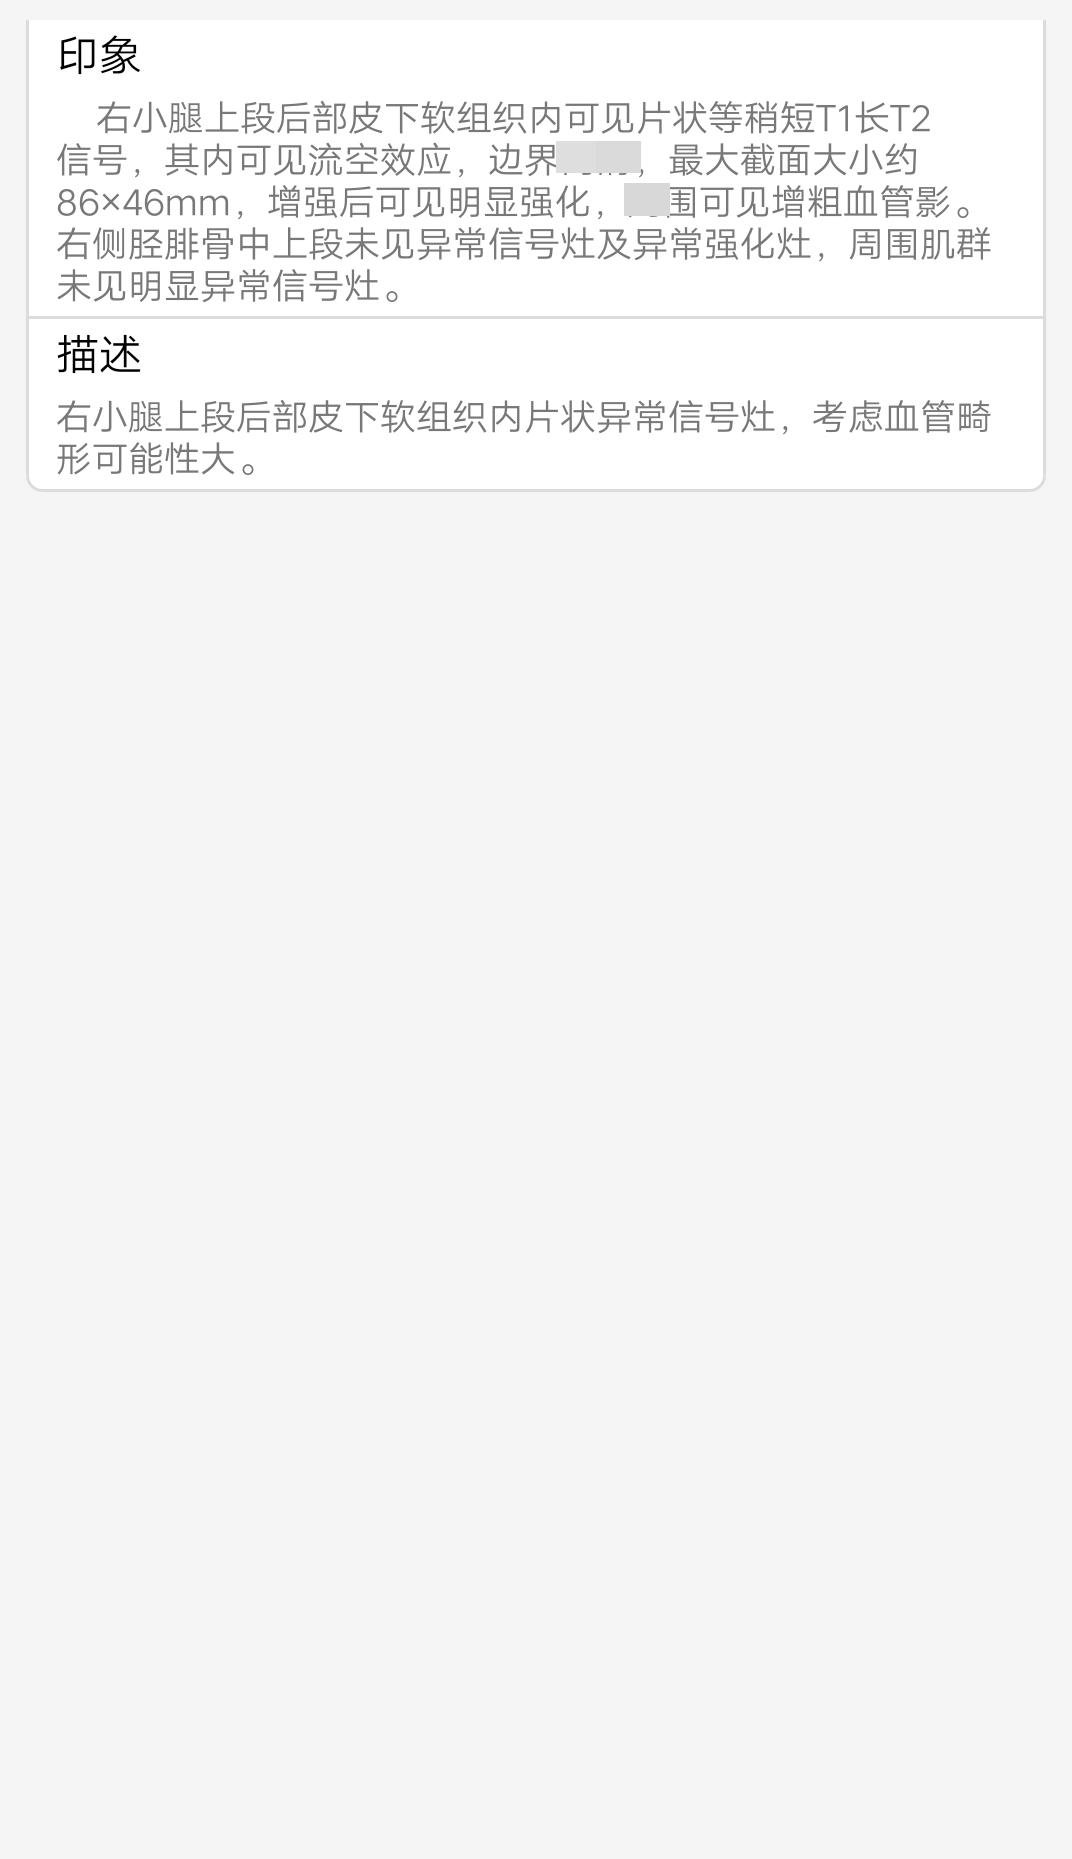 印象
右小腿上段后部皮下软组织内可见片状等稍短T1长T2
信号，其内可见流空效应，边界，最大截面大小约
86×46mm，增强后可见明显强化，围可见增粗血管影。
右侧胫腓骨中上段未见异常信号灶及异常强化灶，周围肌群
未见明显异常信号灶。
描述
右小腿上段后部皮下软组织内片状异常信号灶，考虑血管畸
形可能性大。